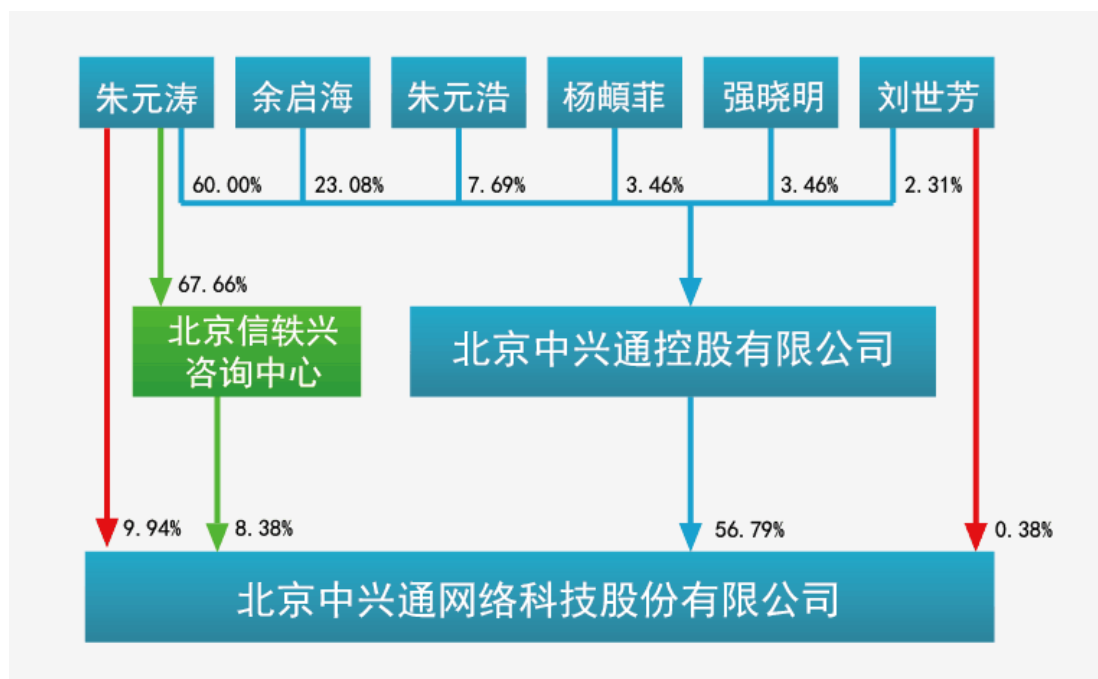 朱元涛
余启海
朱元浩
杨頔菲
强晓明
刘世芳
60.00%
23.08%
7.69%
3.46%
3.46%
2.31%
67.66%
北京信轶兴
咨询中心
北京中兴通控股有限公司
9.94%
8.38%
56.79%
0.38%
北京中兴通网络科技股份有限公司